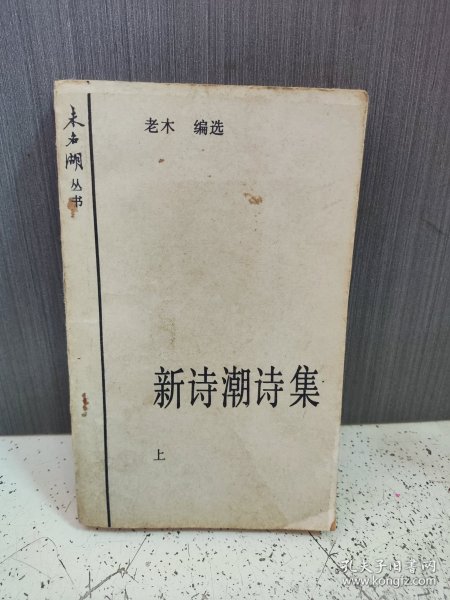 未名湖丛书
老木 编选
新诗潮诗集
上
孔夫子旧书网
www.kongfz.com